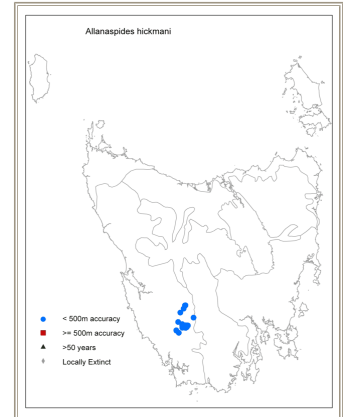 Allanaspides hickmani
< 500m accuracy
>= 500m accuracy
>50 years
Locally Extinct